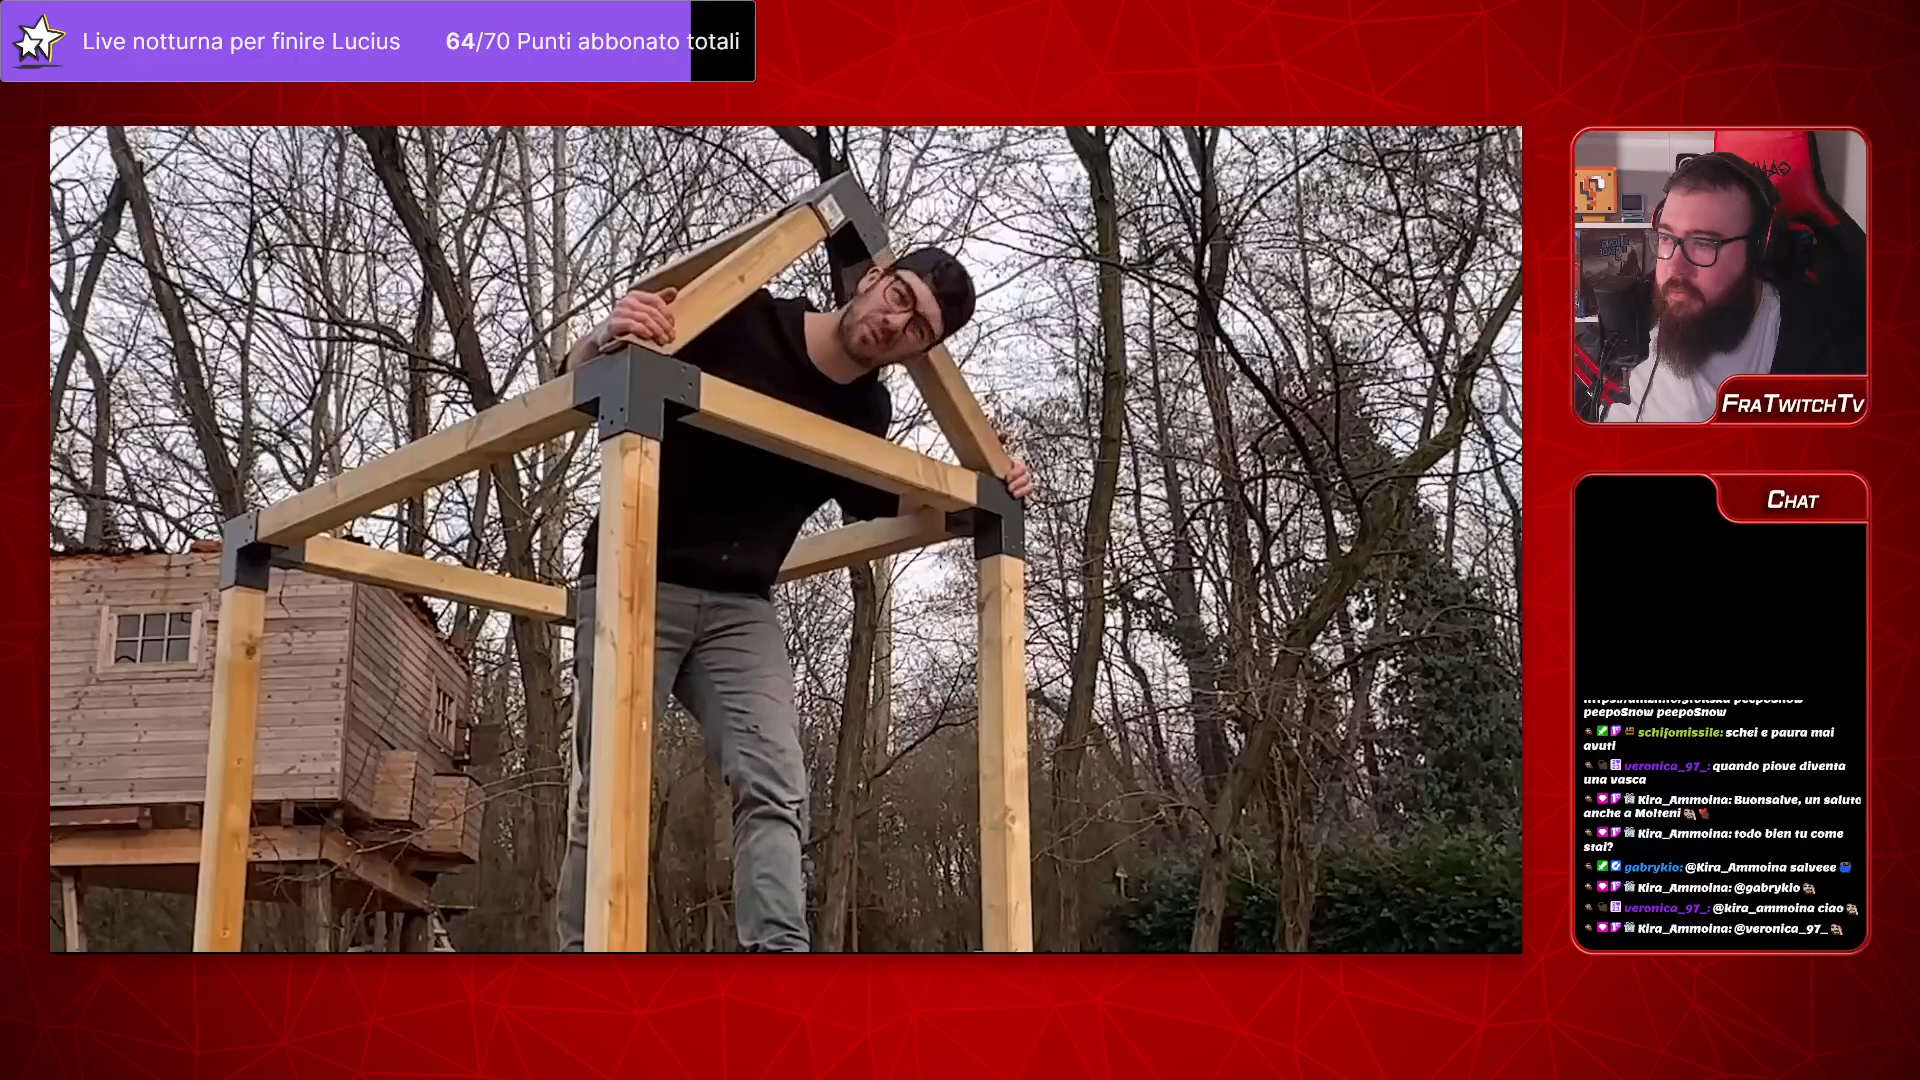 Live notturna per finire Lucius 64/70 Punti abbonato totali
FraTwitchTv
Chat
peepoSnow peepoSnow
schifomissile: schei e paura mai
avuti
veronica_97_: quando piove diventa
una vasca
Kira_Ammoina: Buonsalve, un saluto
anche a Molteni
Kira_Ammoina: todo bien tu come
stai?
gabrykio: @Kira_Ammoina salveee
Kira_Ammoina: @gabrykio
veronica_97_: @kira_ammoina ciao
Kira_Ammoina: @veronica_97_